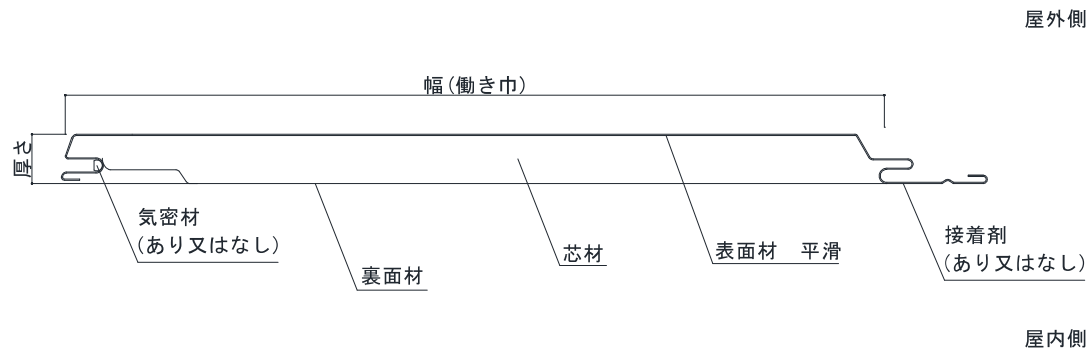 屋外側
幅(働き巾)
厚さ
気密材
(あり又はなし)
裏面材
芯材
表面材　平滑
接着剤
(あり又はなし)
屋内側